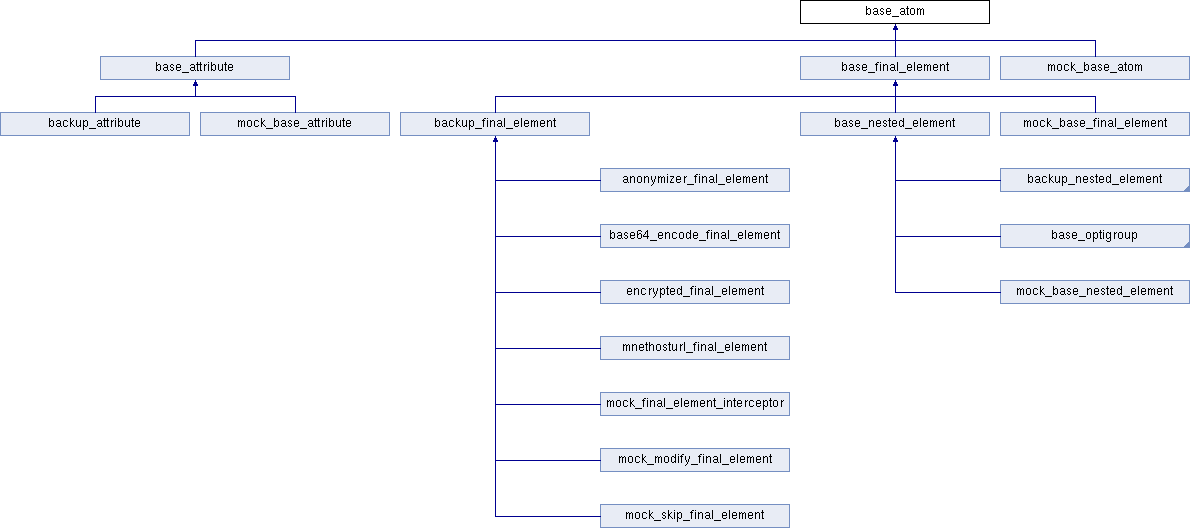 base_atom
base_attribute
base_final_element
mock_base_atom
backup_attribute
mock_base_attribute
backup_final_element
base_nested_element
mock_base_final_element
anonymizer_final_element
backup_nested_element
base64_encode_final_element
base_optigroup
encrypted_final_element
mock_base_nested_element
mnethosturl_final_element
mock_final_element_interceptor
mock_modify_final_element
mock_skip_final_element